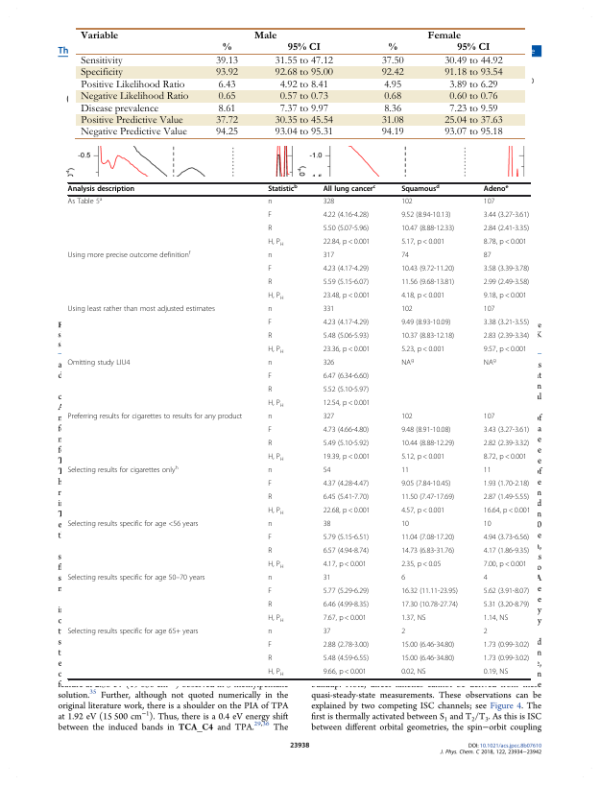 Variable Male Female
% 95% CI % 95% CI
Th
Sensitivity 39.13 31.55 to 47.12 37.50 30.49 to 44.92
Specificity 93.92 92.68 to 95.00 92.42 91.18 to 93.54
Positive Likelihood Ratio 6.43 4.92 to 8.41 4.95 3.89 to 6.29
Negative Likelihood Ratio 0.65 0.57 to 0.73 0.68 0.60 to 0.76
Disease prevalence 8.61 7.37 to 9.97 8.36 7.23 to 9.59
Positive Predictive Value 37.72 30.35 to 45.54 31.08 25.04 to 37.63
Negative Predictive Value 94.25 93.04 to 95.31 94.19 93.07 to 95.18
-0.5 -1.0
Analysis description Statisticᵇ All lung cancerᶜ Squamousᵈ Adenoᵉ
As Table 5ᵃ n 328 102 107
F 4.22 (4.16-4.28) 9.52 (8.94-10.13) 3.44 (3.27-3.61)
R 5.50 (5.07-5.96) 10.47 (8.88-12.33) 2.84 (2.41-3.35)
H, P_H 22.84, p < 0.001 5.17, p < 0.001 8.78, p < 0.001
Using more precise outcome definitionᶠ n 317 74 87
F 4.23 (4.17-4.29) 10.43 (9.72-11.20) 3.58 (3.39-3.78)
R 5.59 (5.15-6.07) 11.56 (9.68-13.81) 2.99 (2.49-3.58)
H, P_H 23.48, p < 0.001 4.18, p < 0.001 9.18, p < 0.001
Using least rather than most adjusted estimates n 331 102 107
F 4.23 (4.17-4.29) 9.49 (8.93-10.09) 3.38 (3.21-3.55)
R 5.48 (5.06-5.93) 10.37 (8.83-12.18) 2.83 (2.39-3.34)
H, P_H 23.36, p < 0.001 5.23, p < 0.001 9.57, p < 0.001
Omitting study LIU4 n 326 NAᵍ NAᵍ
F 6.47 (6.34-6.60)
R 5.52 (5.10-5.97)
H, P_H 12.54, p < 0.001
Preferring results for cigarettes to results for any product n 327 102 107
F 4.73 (4.66-4.80) 9.48 (8.91-10.08) 3.43 (3.27-3.61)
R 5.49 (5.10-5.92) 10.44 (8.88-12.29) 2.82 (2.39-3.32)
H, P_H 19.39, p < 0.001 5.12, p < 0.001 8.72, p < 0.001
Selecting results for cigarettes onlyʰ n 54 11 11
F 4.37 (4.28-4.47) 9.05 (7.84-10.45) 1.93 (1.70-2.18)
R 6.45 (5.41-7.70) 11.50 (7.47-17.69) 2.87 (1.49-5.55)
H, P_H 22.68, p < 0.001 4.57, p < 0.001 16.64, p < 0.001
Selecting results specific for age <56 years n 38 10 10
F 5.79 (5.15-6.51) 11.04 (7.08-17.20) 4.94 (3.73-6.56)
R 6.57 (4.94-8.74) 14.73 (6.83-31.76) 4.17 (1.86-9.35)
H, P_H 4.17, p < 0.001 2.35, p < 0.05 7.00, p < 0.001
Selecting results specific for age 50–70 years n 31 6 4
F 5.77 (5.29-6.29) 16.32 (11.11-23.95) 5.62 (3.91-8.07)
R 6.46 (4.99-8.35) 17.30 (10.78-27.74) 5.31 (3.20-8.79)
H, P_H 7.67, p < 0.001 1.37, NS 1.14, NS
Selecting results specific for age 65+ years n 37 2 2
F 2.88 (2.78-3.00) 15.00 (6.46-34.80) 1.73 (0.99-3.02)
R 5.48 (4.59-6.55) 15.00 (6.46-34.80) 1.73 (0.99-3.02)
H, P_H 9.66, p < 0.001 0.02, NS 0.19, NS
solution.³⁵ Further, although not quoted numerically in the
original literature work, there is a shoulder on the PIA of TPA
at 1.92 eV (15 500 cm⁻¹). Thus, there is a 0.4 eV energy shift
between the induced bands in TCA_C4 and TPA.²⁹,³⁶ The
quasi-steady-state measurements. These observations can be
explained by two competing ISC channels; see Figure 4. The
first is thermally activated between S₁ and T₂/T₃. As this is ISC
between different orbital geometries, the spin−orbit coupling
23938
DOI: 10.1021/acs.jpcc.8b07610
J. Phys. Chem. C 2018, 122, 23934−23942